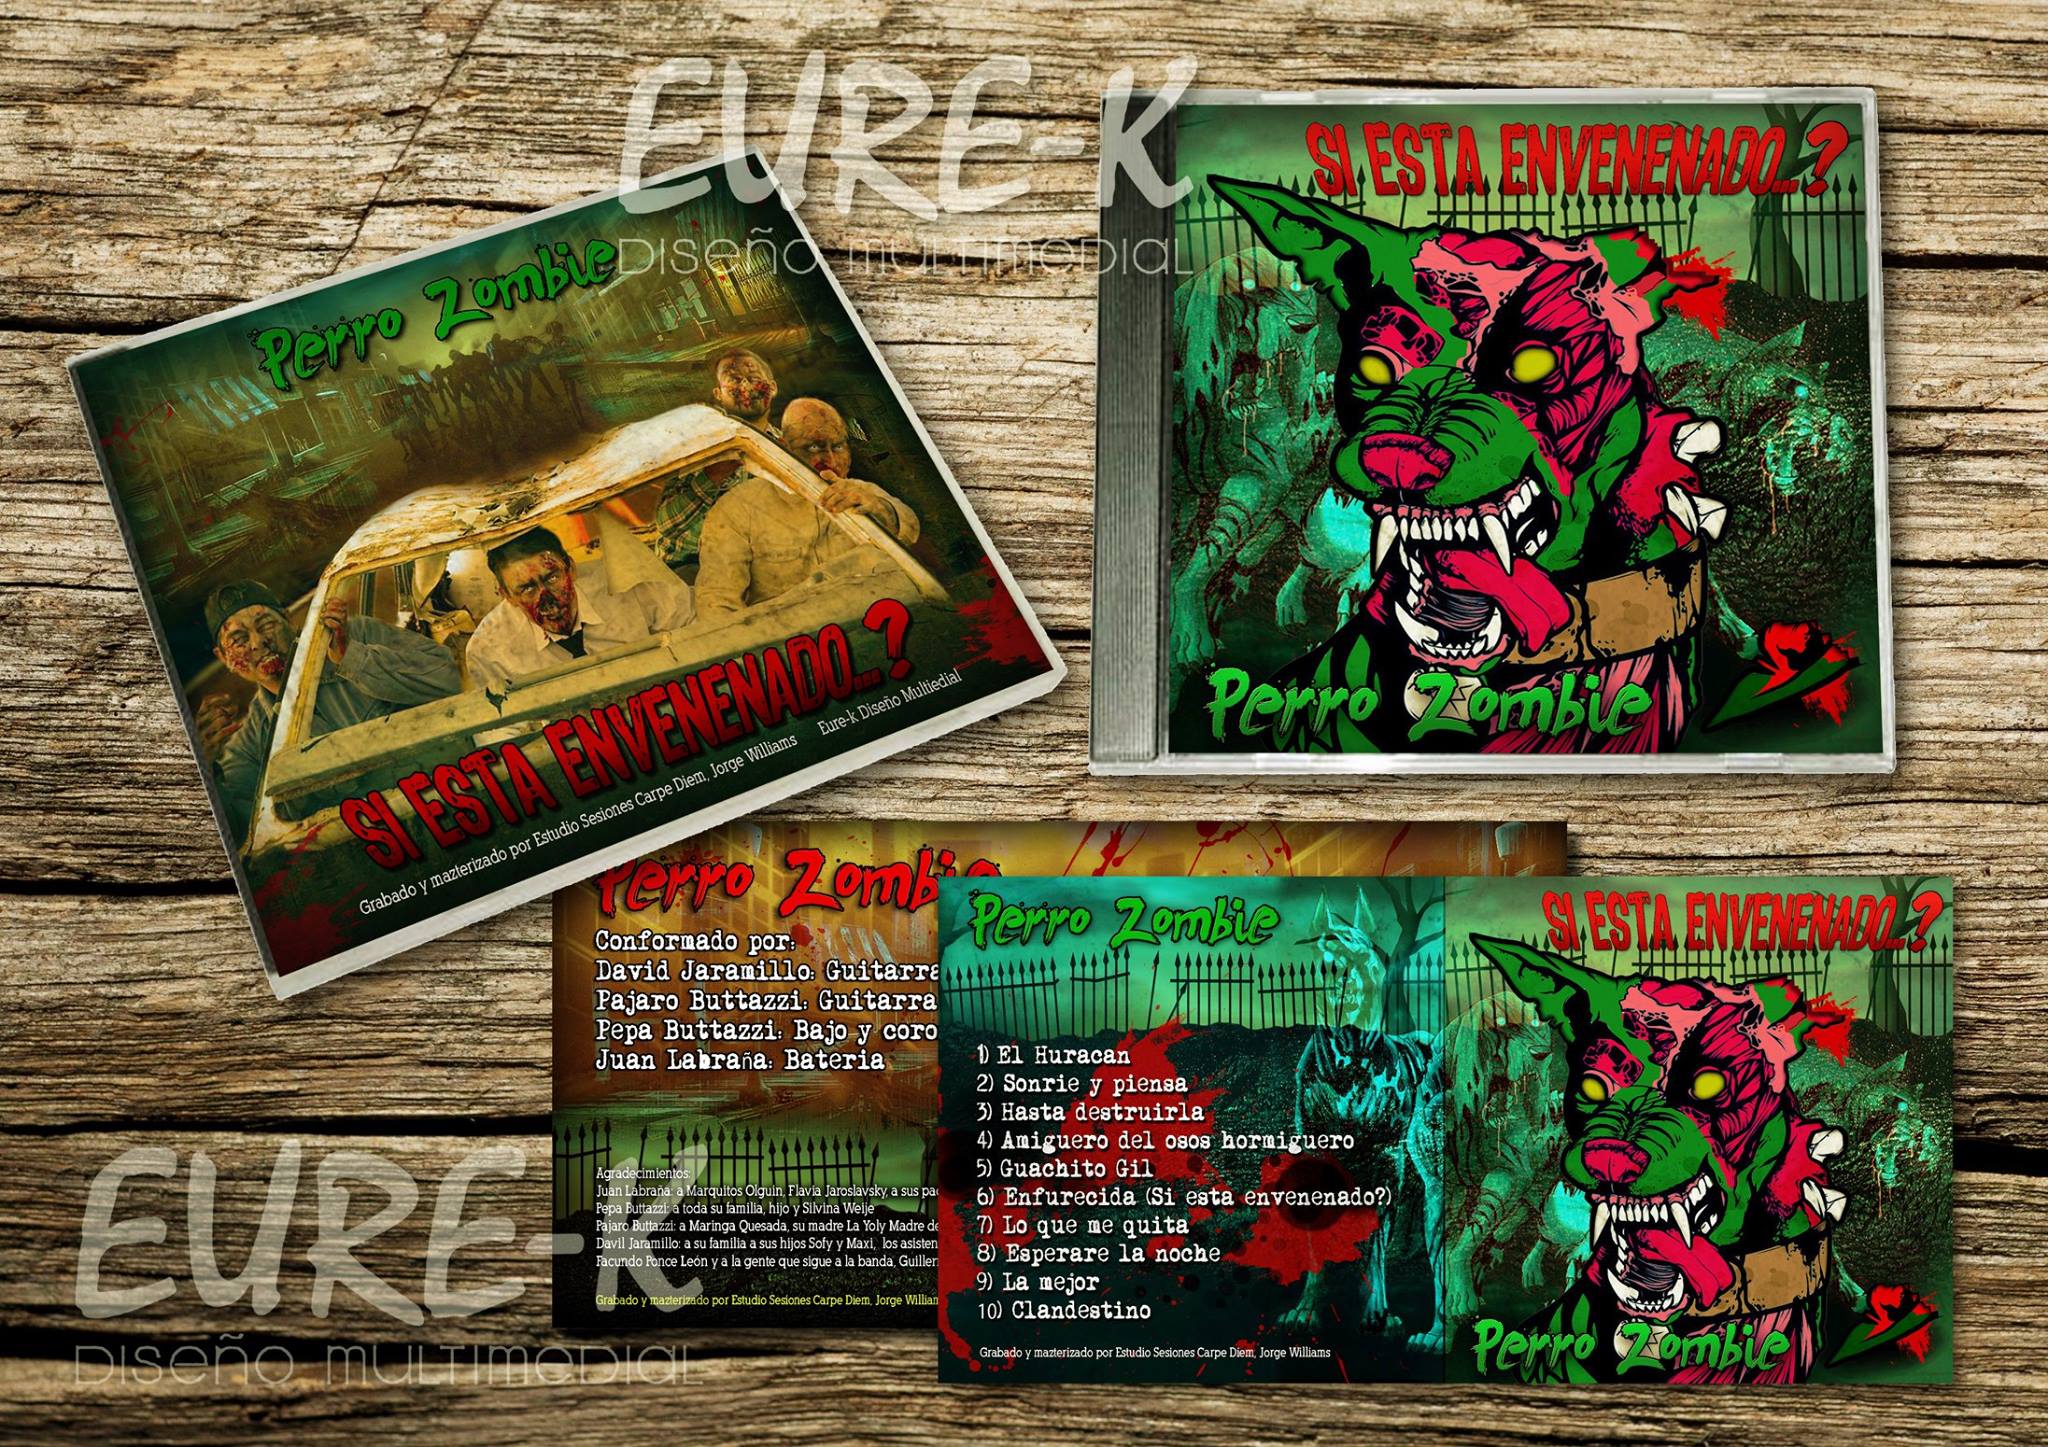 EURE-K
Diseño multimedial
Perro Zombie
SI ESTA ENVENENADO...?
Grabado y mazterizado por Estudio Sesiones Carpe Diem, Jorge Williams
Eure-k Diseño Multiedial
SI ESTA ENVENENADO...?
Perro Zombie
Perro Zombie
Conformado por:
David Jaramillo: Guitarra
Pajaro Buttazzi: Guitarra
Pepa Buttazzi: Bajo y coro
Juan Labraña: Bateria
Agradecimientos:
Juan Labraña: a Marquitos Olguin, Flavia Jaroslavsky, a sus pa
Pepa Buttazzi: a toda su familia, hijo y Silvina Weije
Pajaro Buttazzi: a Maringa Quesada, su madre La Yoly Madre de
Davil Jaramillo: a su familia a sus hijos Sofy y Maxi, los asisten
Facundo Ponce León y a la gente que sigue a la banda, Guiller
Grabado y mazterizado por Estudio Sesiones Carpe Diem, Jorge William
Perro Zombie
1) El Huracan
2) Sonrie y piensa
3) Hasta destruirla
4) Amiguero del osos hormiguero
5) Guachito Gil
6) Enfurecida (Si esta envenenado?)
7) Lo que me quita
8) Esperare la noche
9) La mejor
10) Clandestino
Grabado y mazterizado por Estudio Sesiones Carpe Diem, Jorge Williams
SI ESTA ENVENENADO...?
Perro Zombie
EURE-K
Diseño multimedial